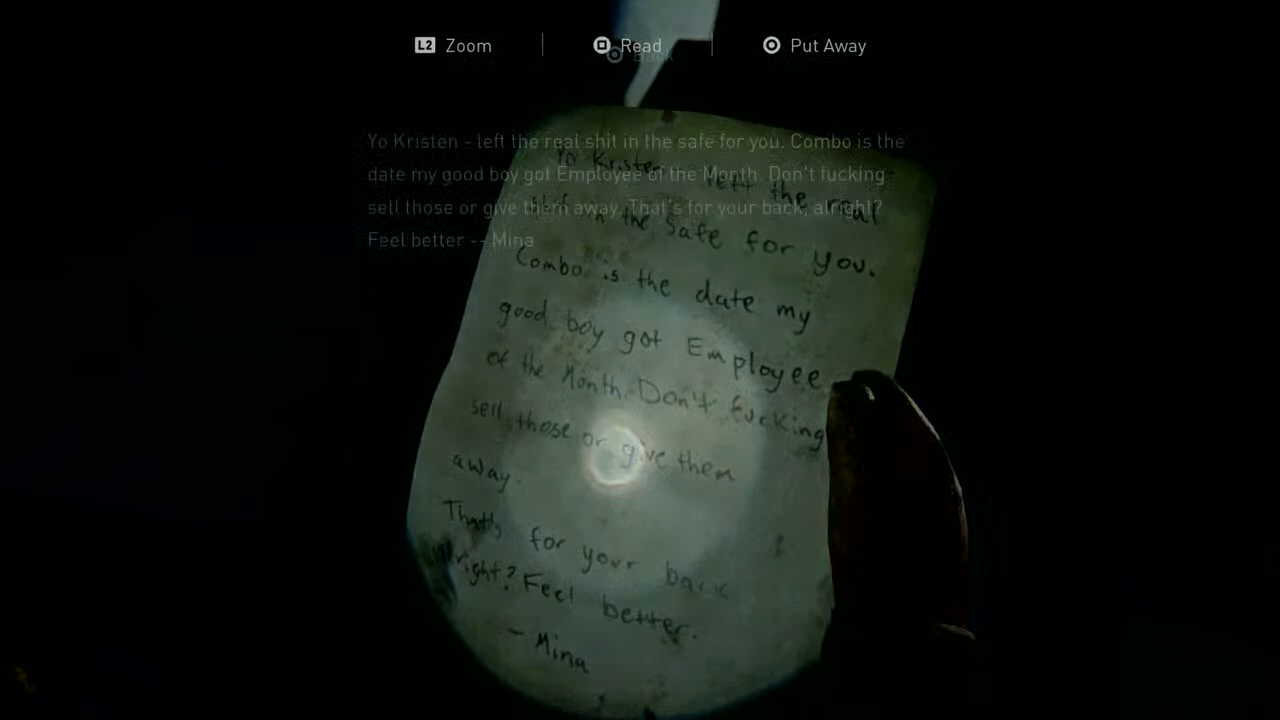 L2 Zoom | Read | Put Away
Back
Yo Kristen - left the real shit in the safe for you. Combo is the
date my good boy got Employee of the Month. Don't fucking
sell those or give them away. That's for your back, alright?
Feel better -- Mina
Yo Kristen left the real
in the safe for you.
Combo is the date my
good boy got Employee
of the Month. Don't fucking
sell those or give them
away.
That's for your back
right? Feel better.
- Mina